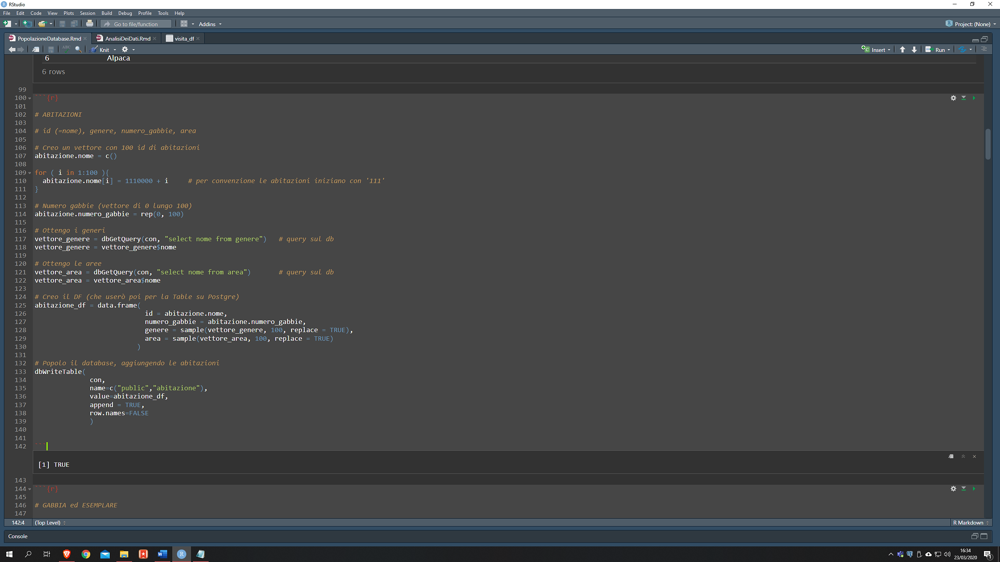 RStudio
File Edit Code View Plots Session Build Debug Profile Tools Help
Go to file/function Addins Project: (None)
PopolazioneDatabase.Rmd AnalisiDeiDati.Rmd visita_df
ABC Knit Insert Run
6 Alpaca
6 rows
99
100 ```{r}
101
102 # ABITAZIONI
103
104 # id (=nome), genere, numero_gabbie, area
105
106 # Creo un vettore con 100 id di abitazioni
107 abitazione.nome = c()
108
109 for ( i in 1:100 ){
110   abitazione.nome[i] = 1110000 + i     # per convenzione le abitazioni iniziano con '111'
111 }
112
113 # Numero gabbie (vettore di 0 lungo 100)
114 abitazione.numero_gabbie = rep(0, 100)
115
116 # Ottengo i generi
117 vettore_genere = dbGetQuery(con, "select nome from genere")   # query sul db
118 vettore_genere = vettore_genere$nome
119
120 # Ottengo le aree
121 vettore_area = dbGetQuery(con, "select nome from area")       # query sul db
122 vettore_area = vettore_area$nome
123
124 # Creo il DF (che userò poi per la Table su Postgre)
125 abitazione_df = data.frame(
126                             id = abitazione.nome,
127                             numero_gabbie = abitazione.numero_gabbie,
128                             genere = sample(vettore_genere, 100, replace = TRUE),
129                             area = sample(vettore_area, 100, replace = TRUE)
130                           )
131
132 # Popolo il database, aggiungendo le abitazioni
133 dbWriteTable(
134               con,
135               name=c("public","abitazione"),
136               value=abitazione_df,
137               append = TRUE,
138               row.names=FALSE
139               )
140
141
142 ```
[1] TRUE
143
144 ```{r}
145
146 # GABBIA ed ESEMPLARE
147
142:4 (Top Level) R Markdown
Console
16:34
23/03/2020
1